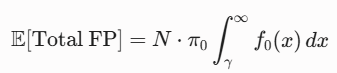 𝔼[Total FP] = N · π₀ ∫_γ^∞ f₀(x) dx